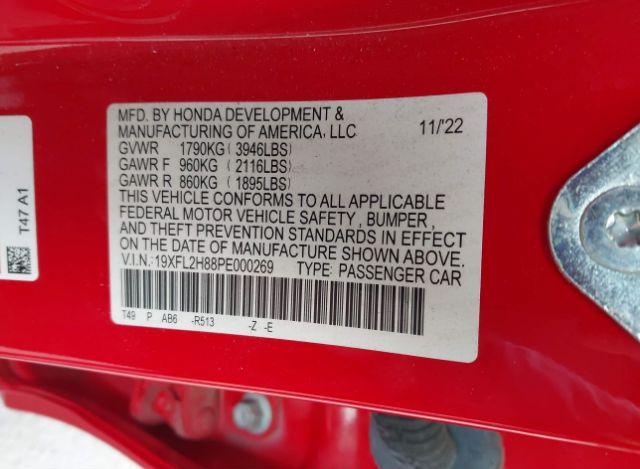 MFD. BY HONDA DEVELOPMENT &
MANUFACTURING OF AMERICA, LLC 11/'22
GVWR 1790KG ( 3946LBS )
GAWR F 960KG ( 2116LBS )
GAWR R 860KG ( 1895LBS )
THIS VEHICLE CONFORMS TO ALL APPLICABLE
FEDERAL MOTOR VEHICLE SAFETY , BUMPER ,
AND THEFT PREVENTION STANDARDS IN EFFECT
ON THE DATE OF MANUFACTURE SHOWN ABOVE.
V.I.N.: 19XFL2H88PE000269 TYPE: PASSENGER CAR
T49 P AB6 -R513 -Z -E
T47 A1